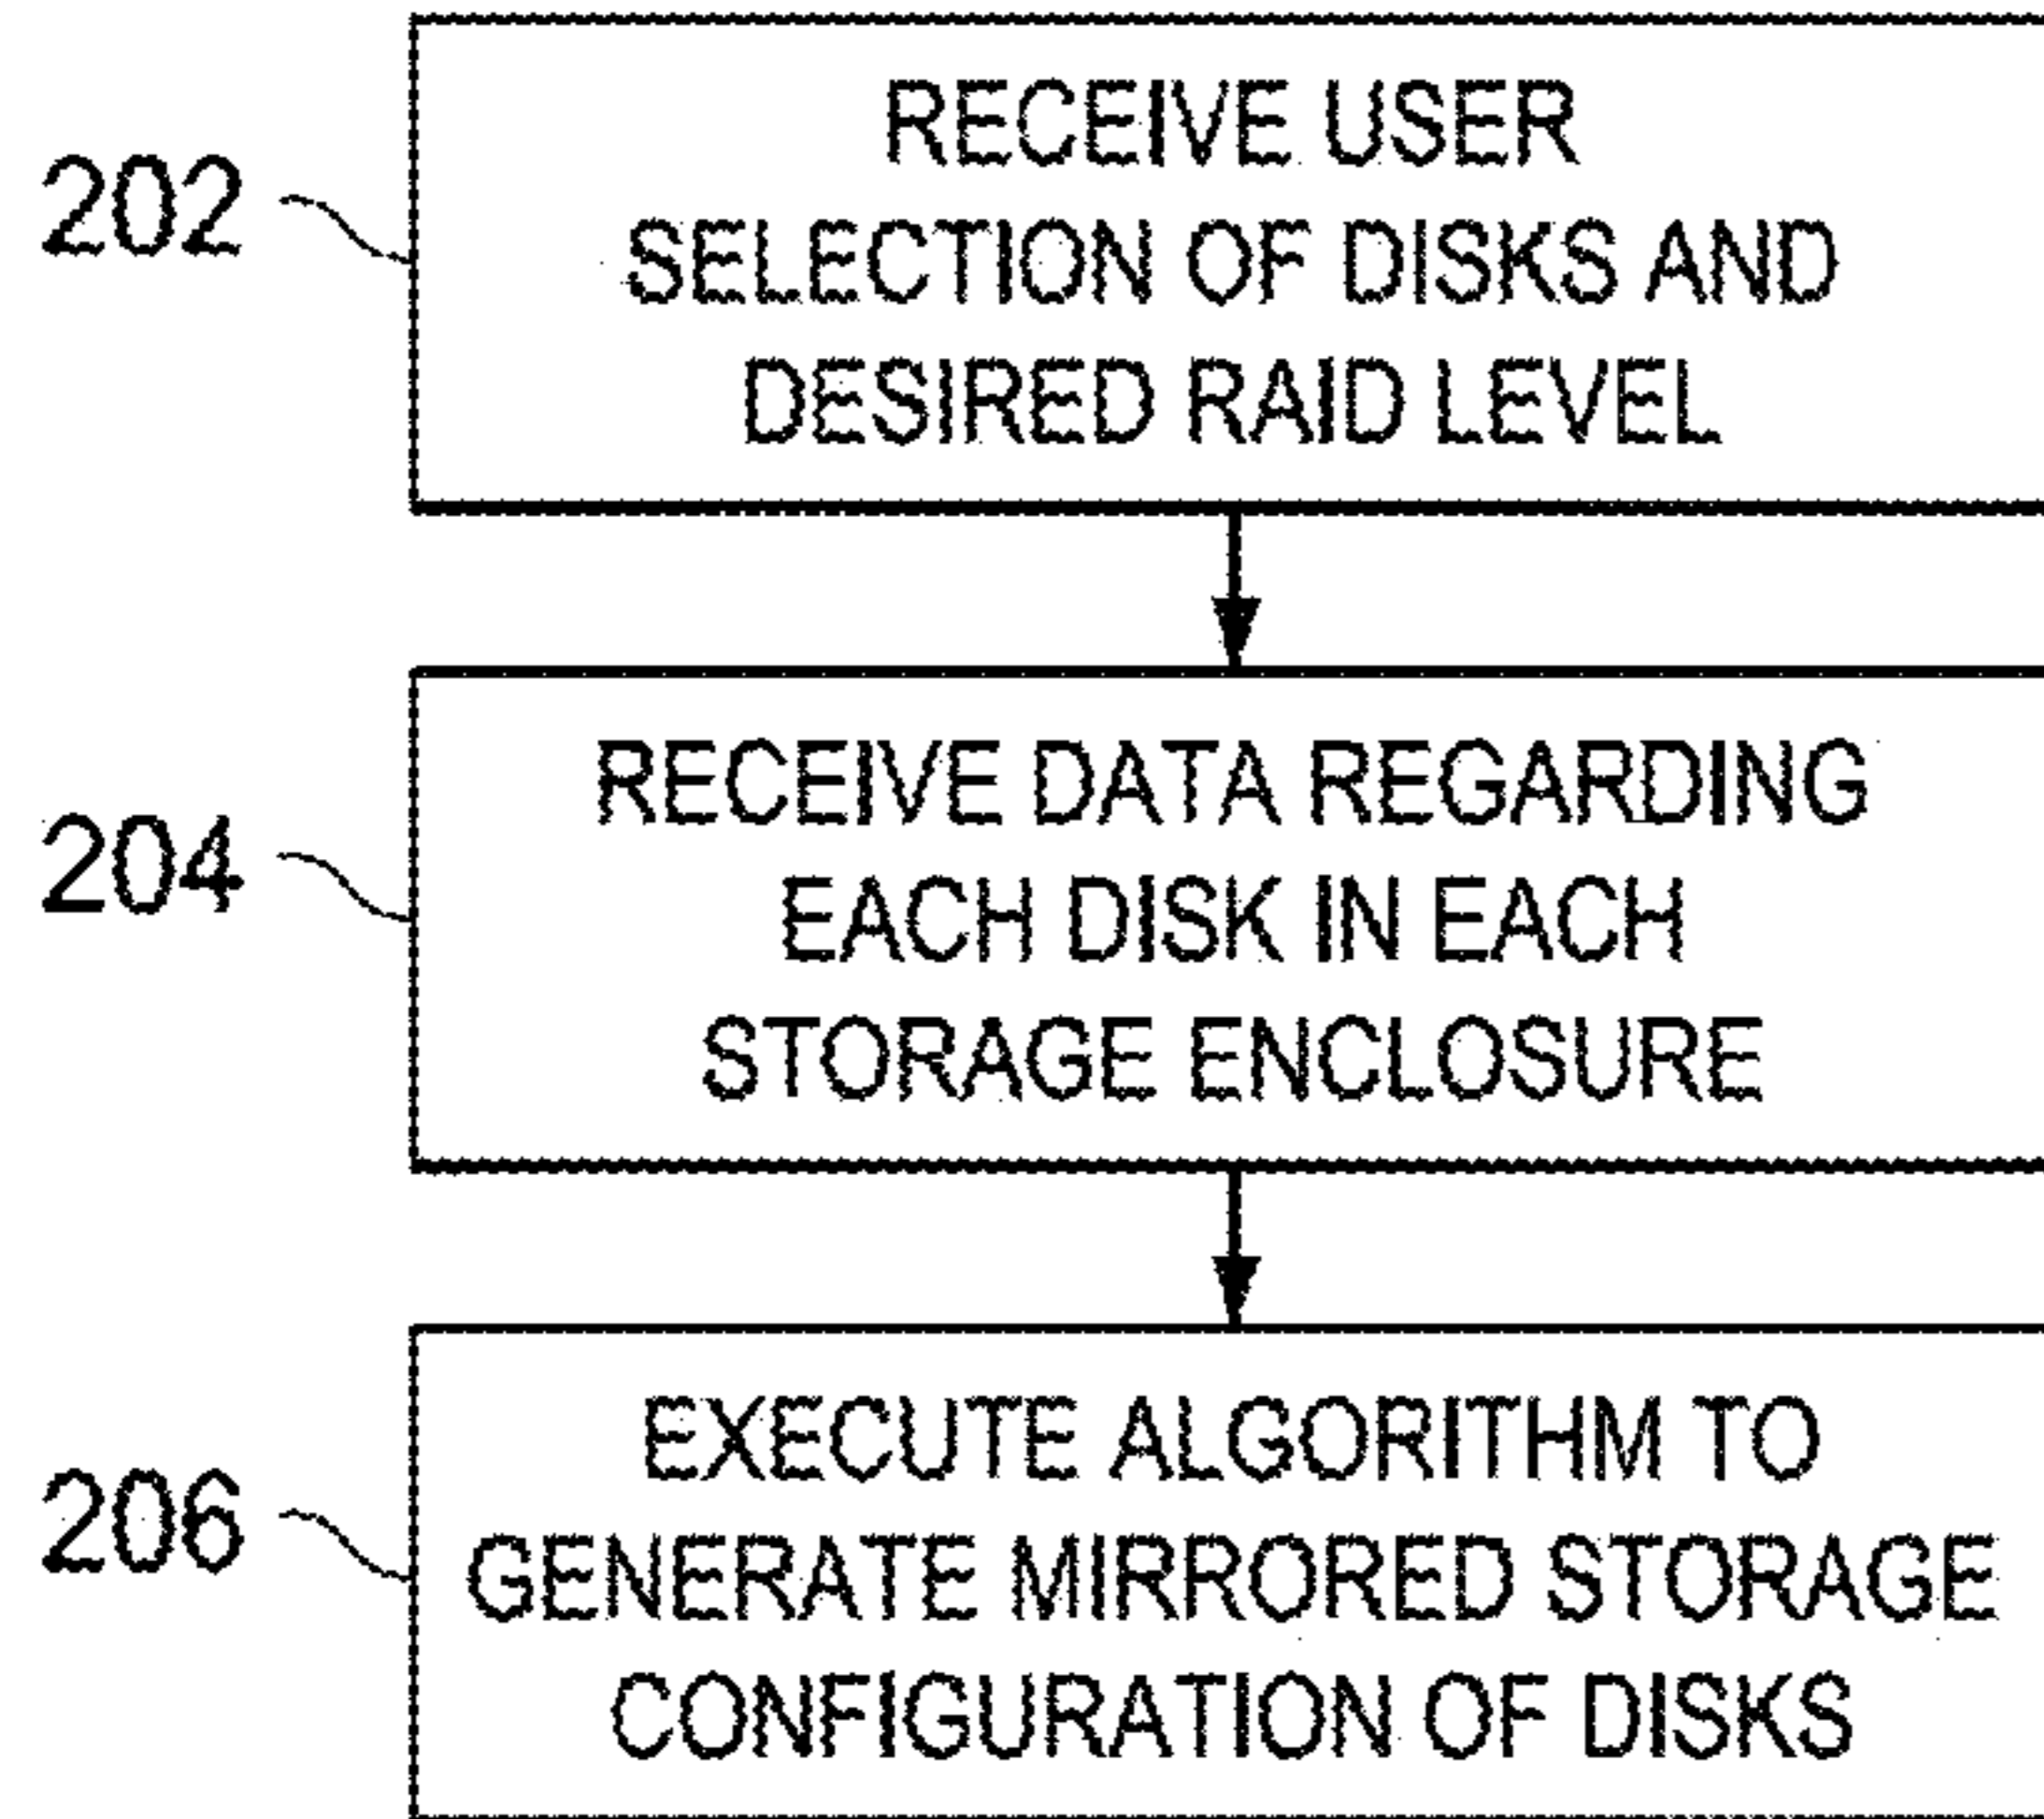 202
RECEIVE USER
SELECTION OF DISKS AND
DESIRED RAID LEVEL
204
RECEIVE DATA REGARDING
EACH DISK IN EACH
STORAGE ENCLOSURE
206
EXECUTE ALGORITHM TO
GENERATE MIRRORED STORAGE
CONFIGURATION OF DISKS